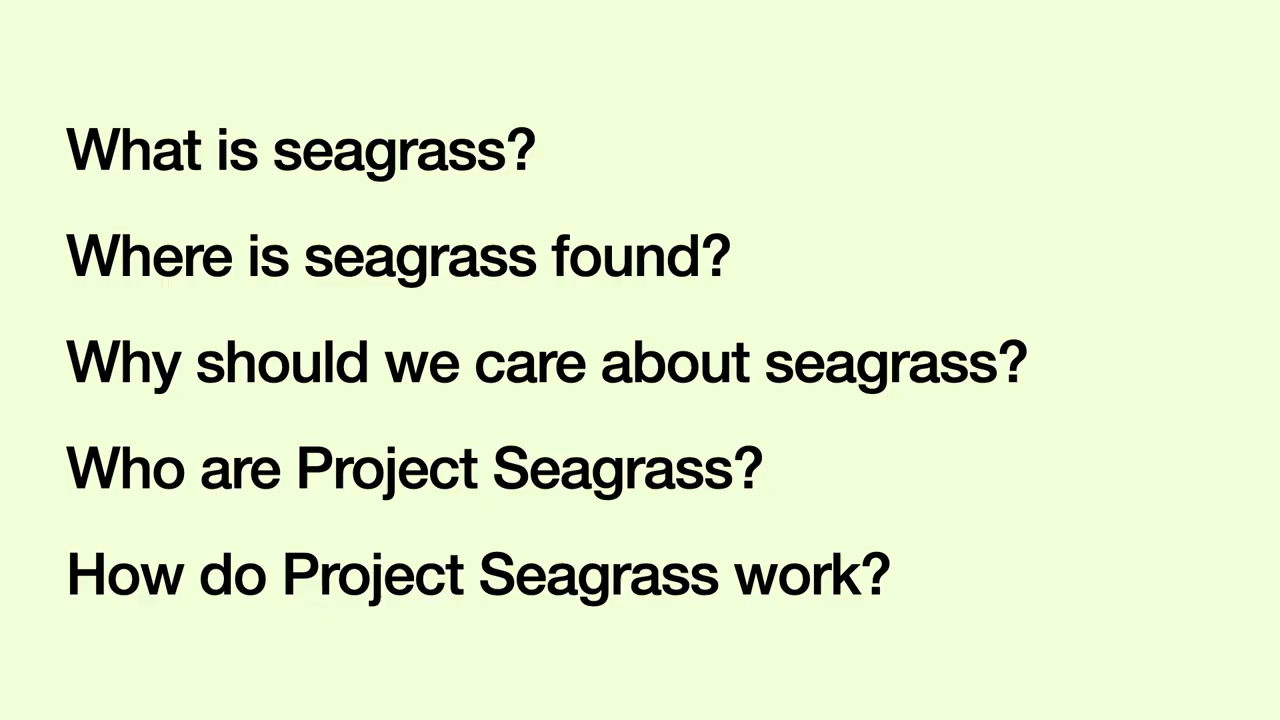 What is seagrass?
Where is seagrass found?
Why should we care about seagrass?
Who are Project Seagrass?
How do Project Seagrass work?